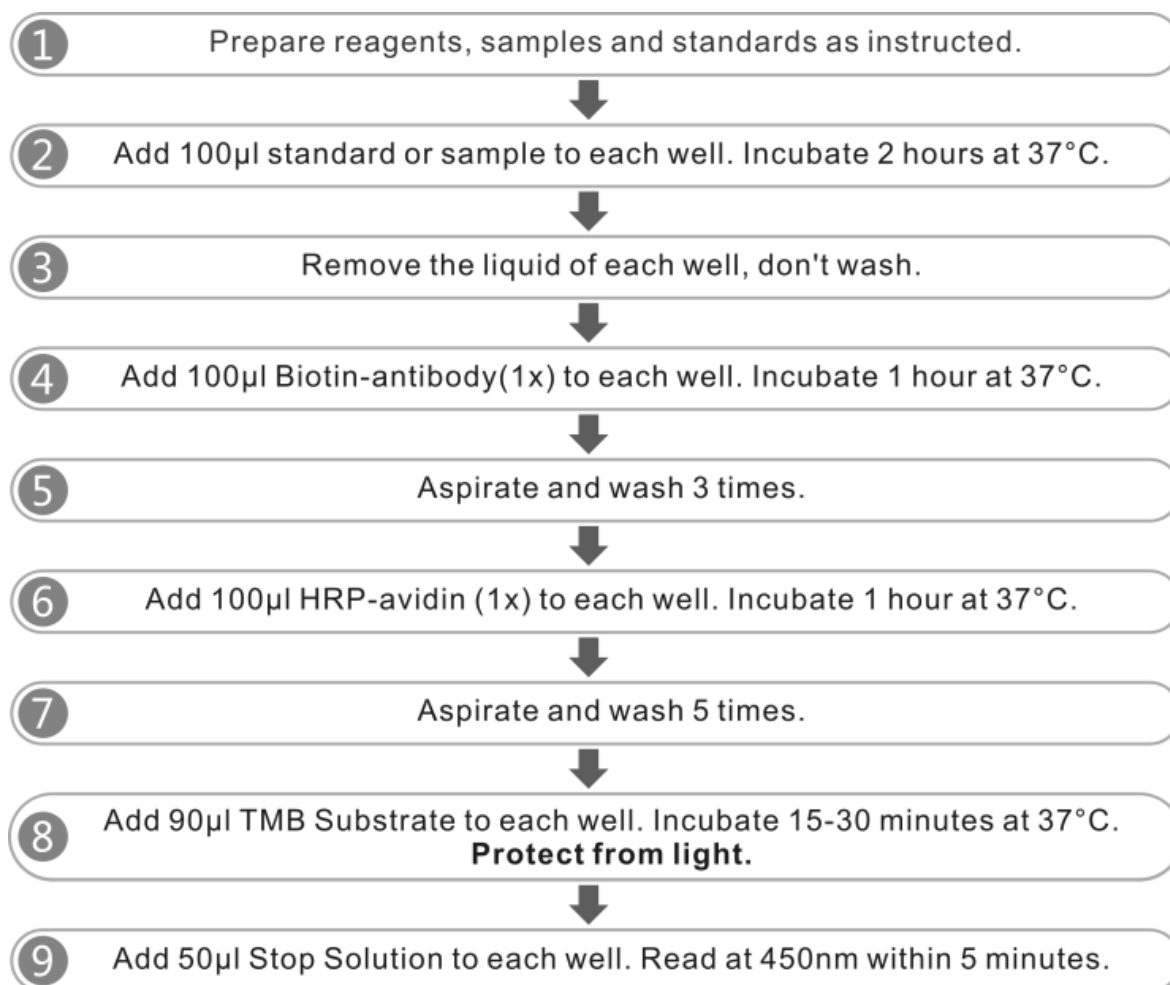 1 Prepare reagents, samples and standards as instructed.
2 Add 100µl standard or sample to each well. Incubate 2 hours at 37°C.
3 Remove the liquid of each well, don't wash.
4 Add 100µl Biotin-antibody(1x) to each well. Incubate 1 hour at 37°C.
5 Aspirate and wash 3 times.
6 Add 100µl HRP-avidin (1x) to each well. Incubate 1 hour at 37°C.
7 Aspirate and wash 5 times.
8 Add 90µl TMB Substrate to each well. Incubate 15-30 minutes at 37°C.
Protect from light.
9 Add 50µl Stop Solution to each well. Read at 450nm within 5 minutes.